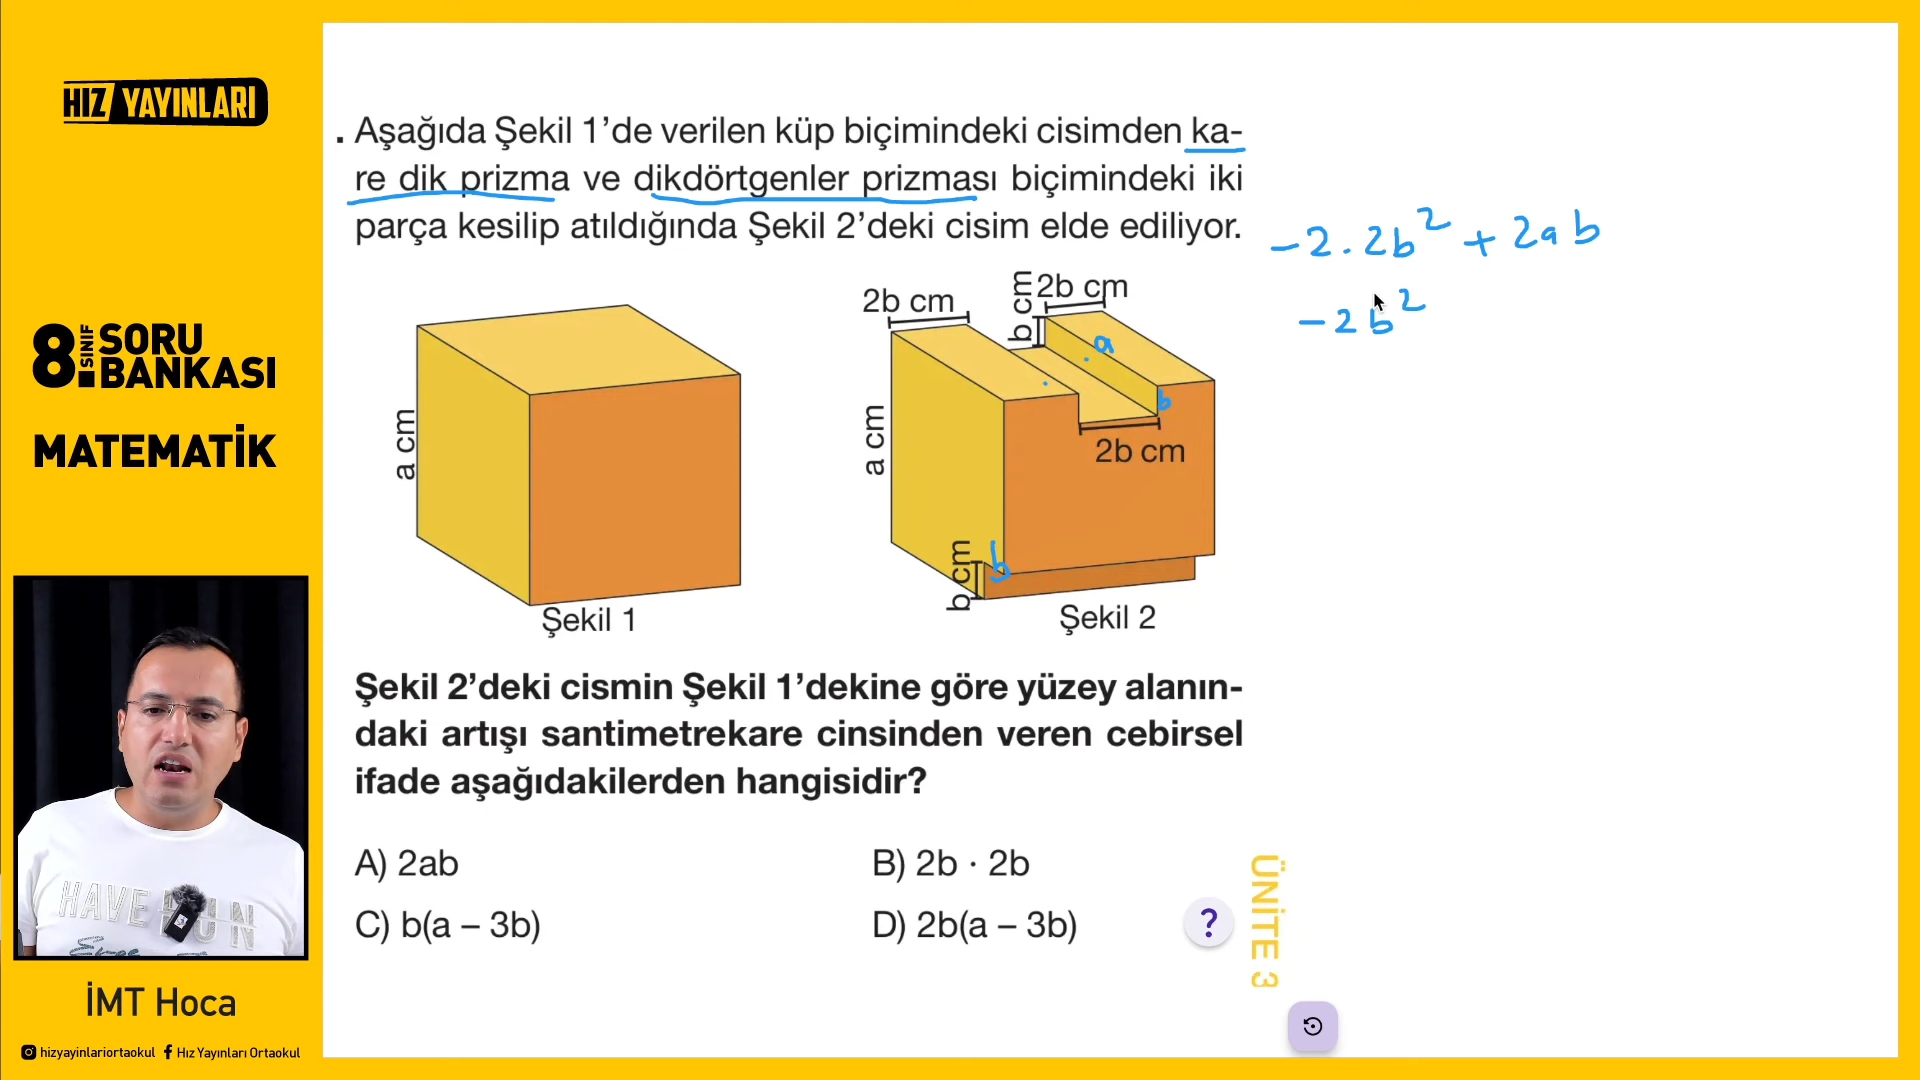 HIZ YAYINLARI
8. SINIF SORU BANKASI
MATEMATİK
. Aşağıda Şekil 1’de verilen küp biçimindeki cisimden ka-
re dik prizma ve dikdörtgenler prizması biçimindeki iki
parça kesilip atıldığında Şekil 2’deki cisim elde ediliyor.
-2.2b² + 2ab
-2b²
a cm
Şekil 1
2b cm
b cm
2b cm
a
b
2b cm
a cm
b
b cm
Şekil 2
Şekil 2’deki cismin Şekil 1’dekine göre yüzey alanın-
daki artışı santimetrekare cinsinden veren cebirsel
ifade aşağıdakilerden hangisidir?
A) 2ab
B) 2b · 2b
C) b(a – 3b)
D) 2b(a – 3b)
?
ÜNİTE 3
İMT Hoca
hizyayinlariortaokul Hız Yayınları Ortaokul